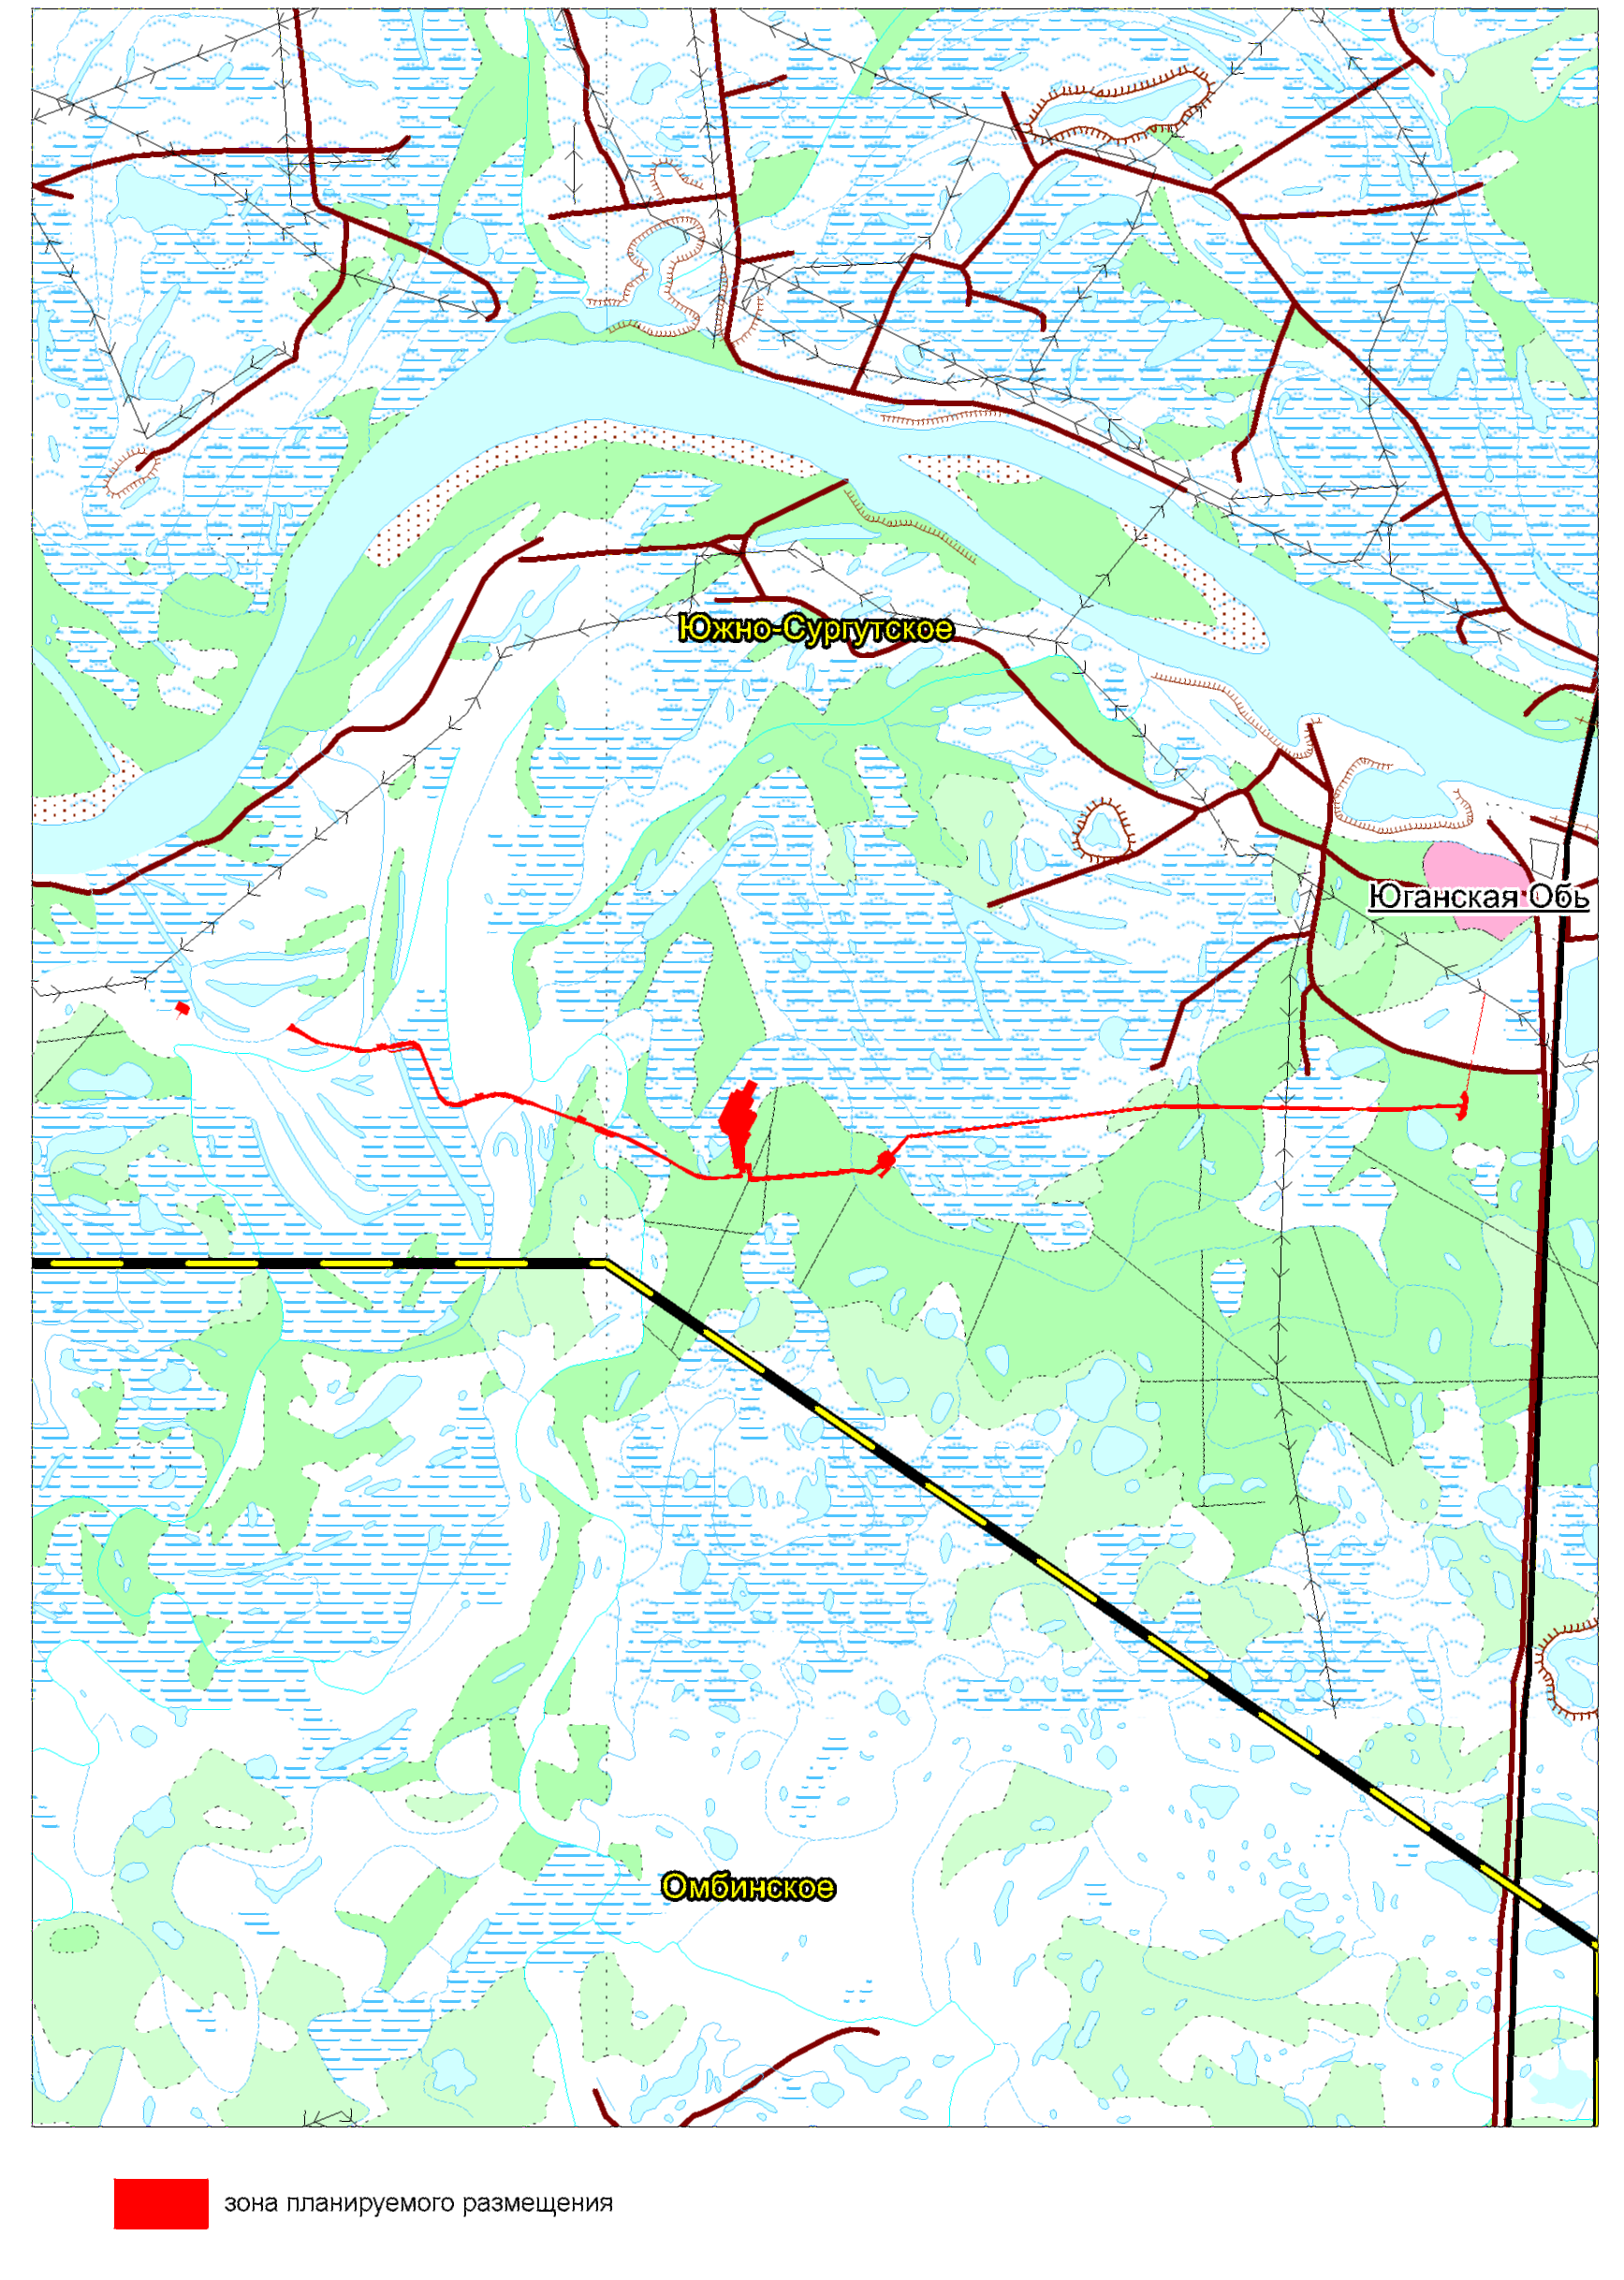 Южно-Сургутское
Юганская Обь
Омбинское
зона планируемого размещения